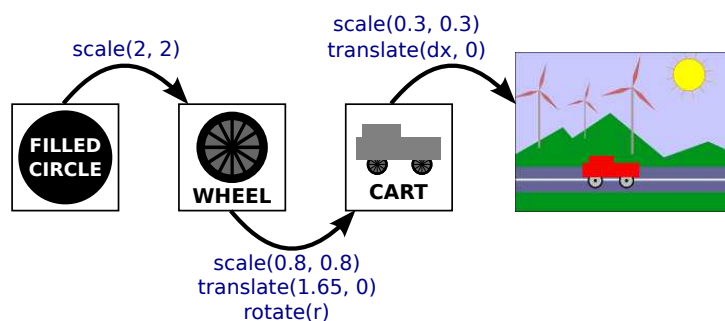 scale(2, 2)
scale(0.3, 0.3)
translate(dx, 0)
FILLED
CIRCLE
WHEEL
CART
scale(0.8, 0.8)
translate(1.65, 0)
rotate(r)